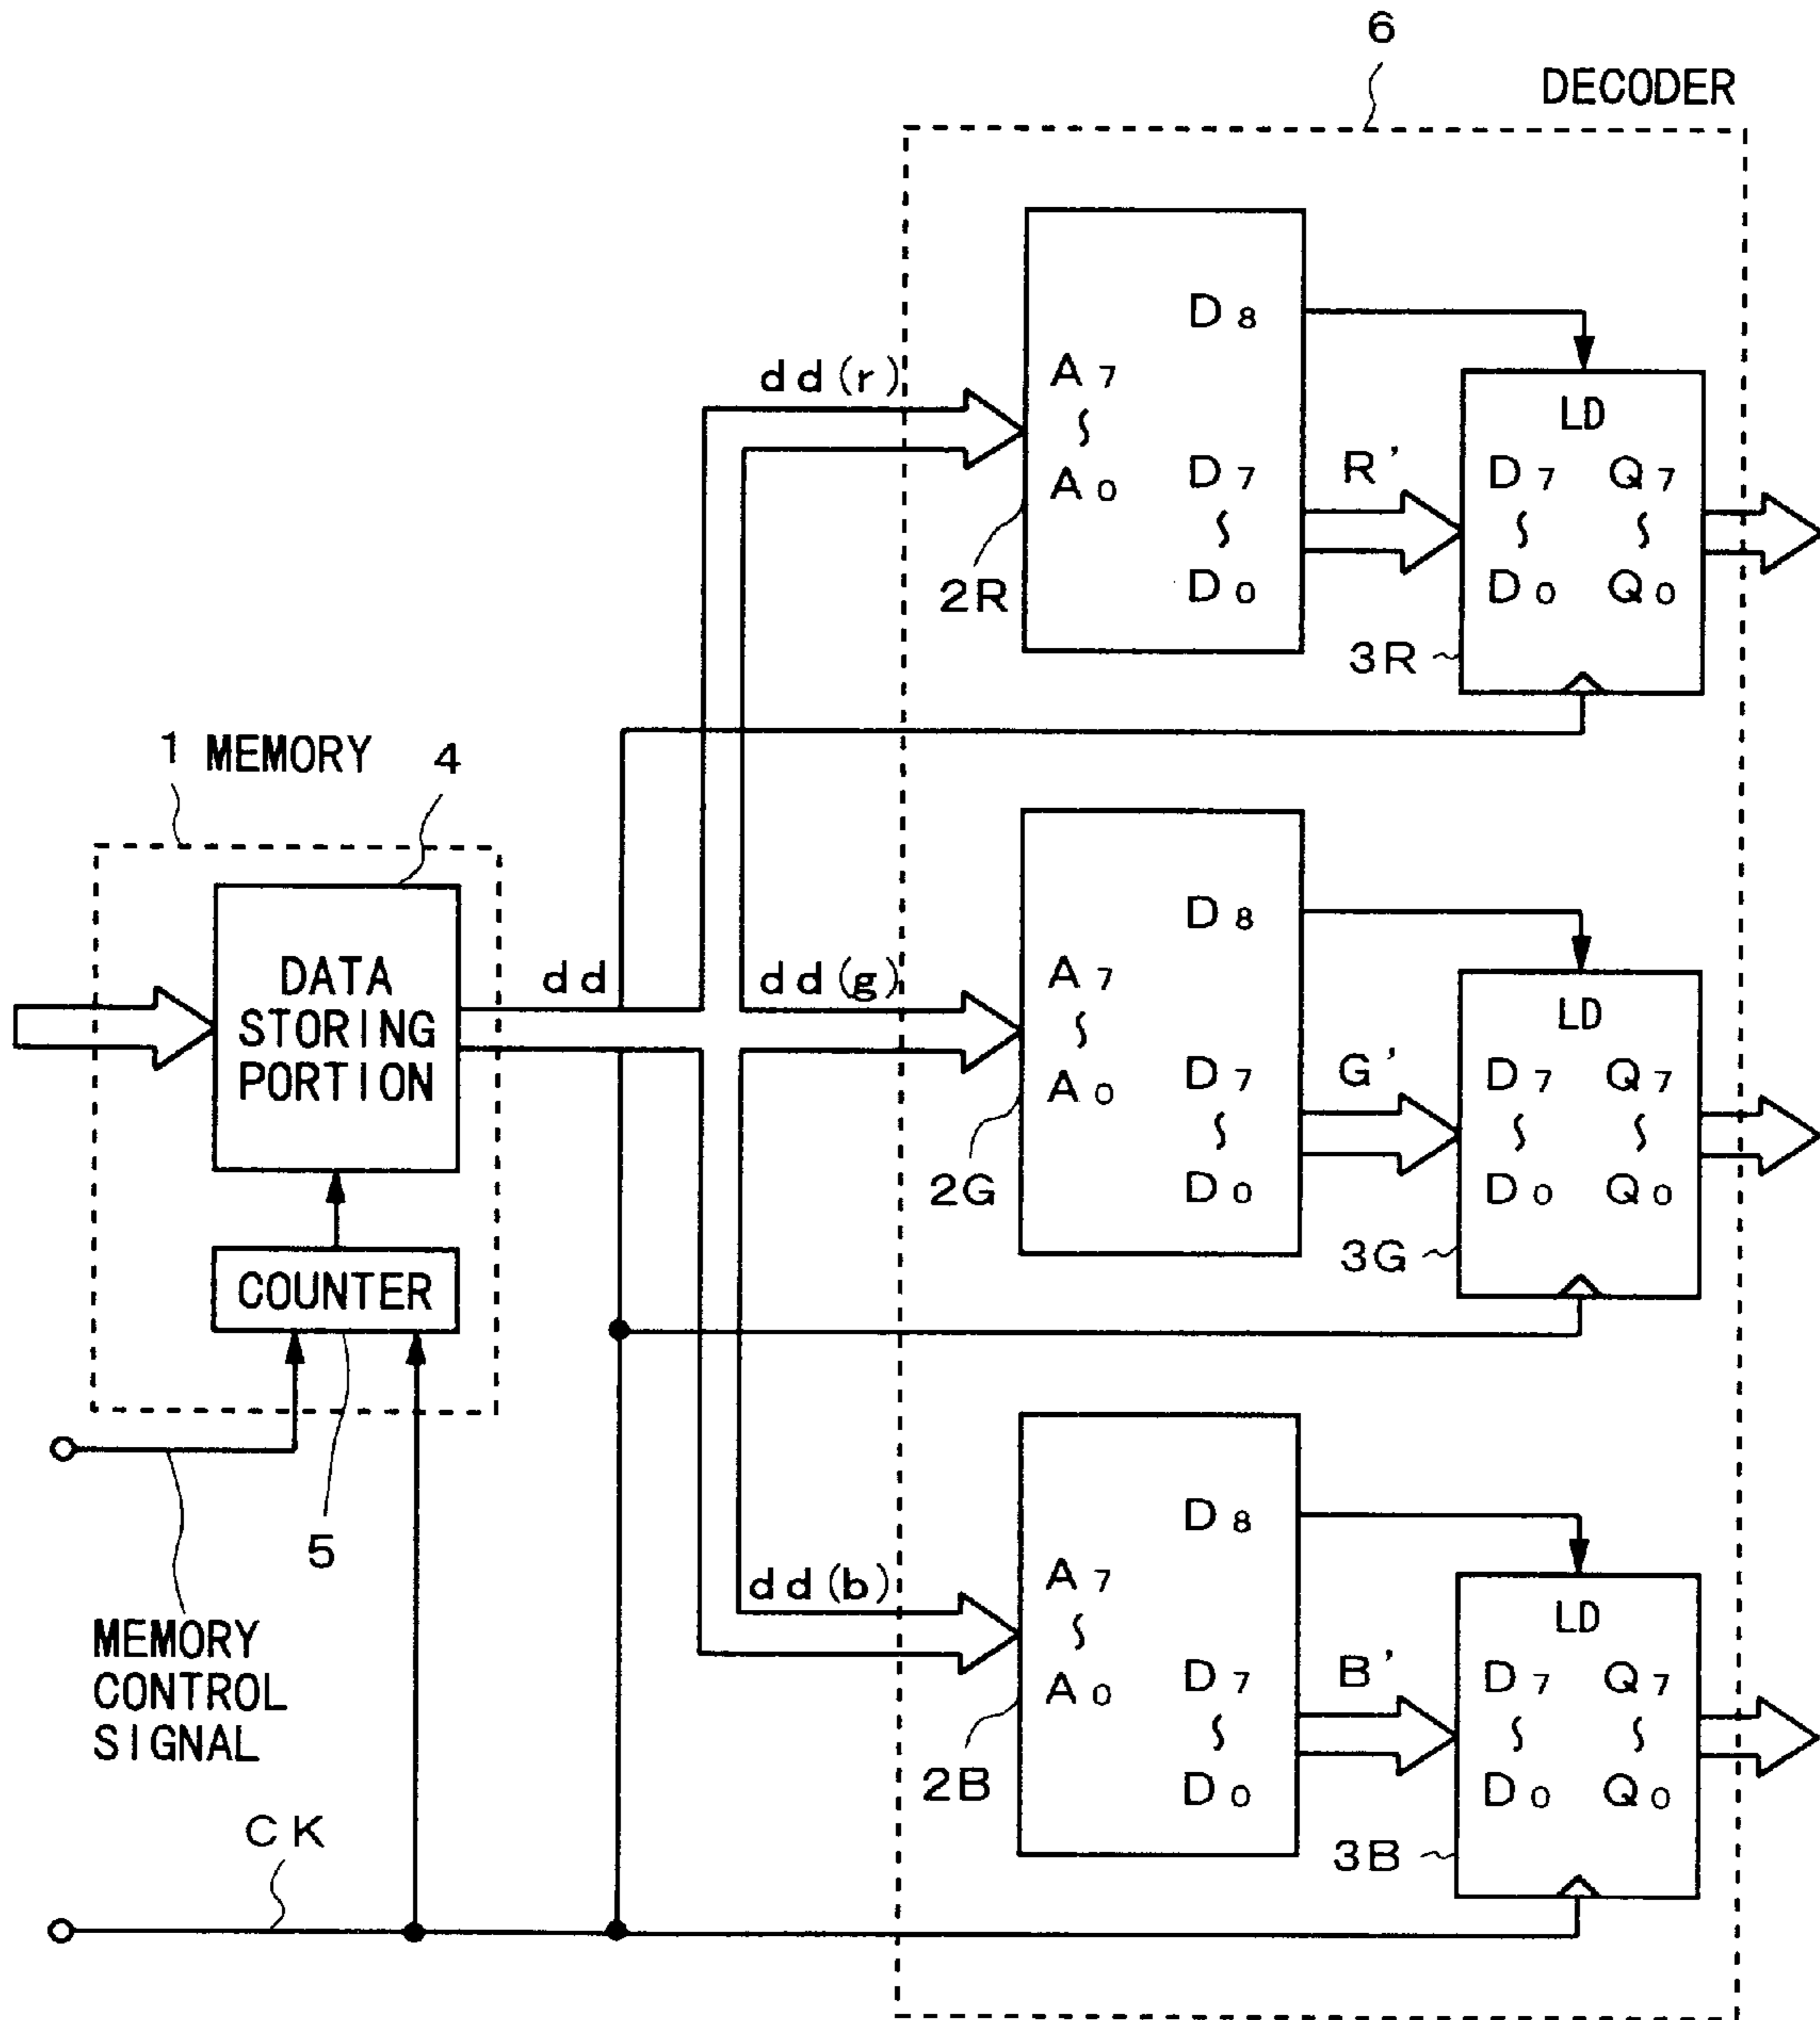 6
DECODER
D8
dd(r)
A7
∫
A0
D7
∫
D0
R'
LD
D7 Q7
∫ ∫
D0 Q0
2R
3R
1 MEMORY 4
DATA
STORING
PORTION
COUNTER
dd
D8
dd(g)
A7
∫
A0
D7
∫
D0
G'
LD
D7 Q7
∫ ∫
D0 Q0
2G
3G
5
MEMORY
CONTROL
SIGNAL
D8
dd(b)
A7
∫
A0
D7
∫
D0
B'
LD
D7 Q7
∫ ∫
D0 Q0
2B
3B
CK